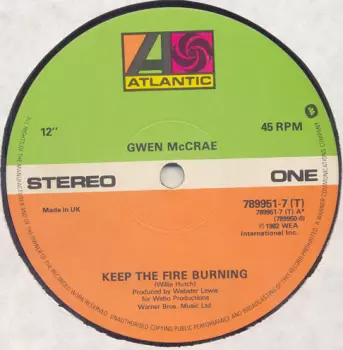 ATLANTIC
12" 45 RPM
GWEN McCRAE
STEREO ONE
Made in UK
789951-7 (T)
789951-7 (T) A*
(789950-0)
℗ 1982 WEA
International Inc.
KEEP THE FIRE BURNING
(Willie Hutch)
Produced by Webster Lewis
for Webo Productions
Warner Bros. Music Ltd